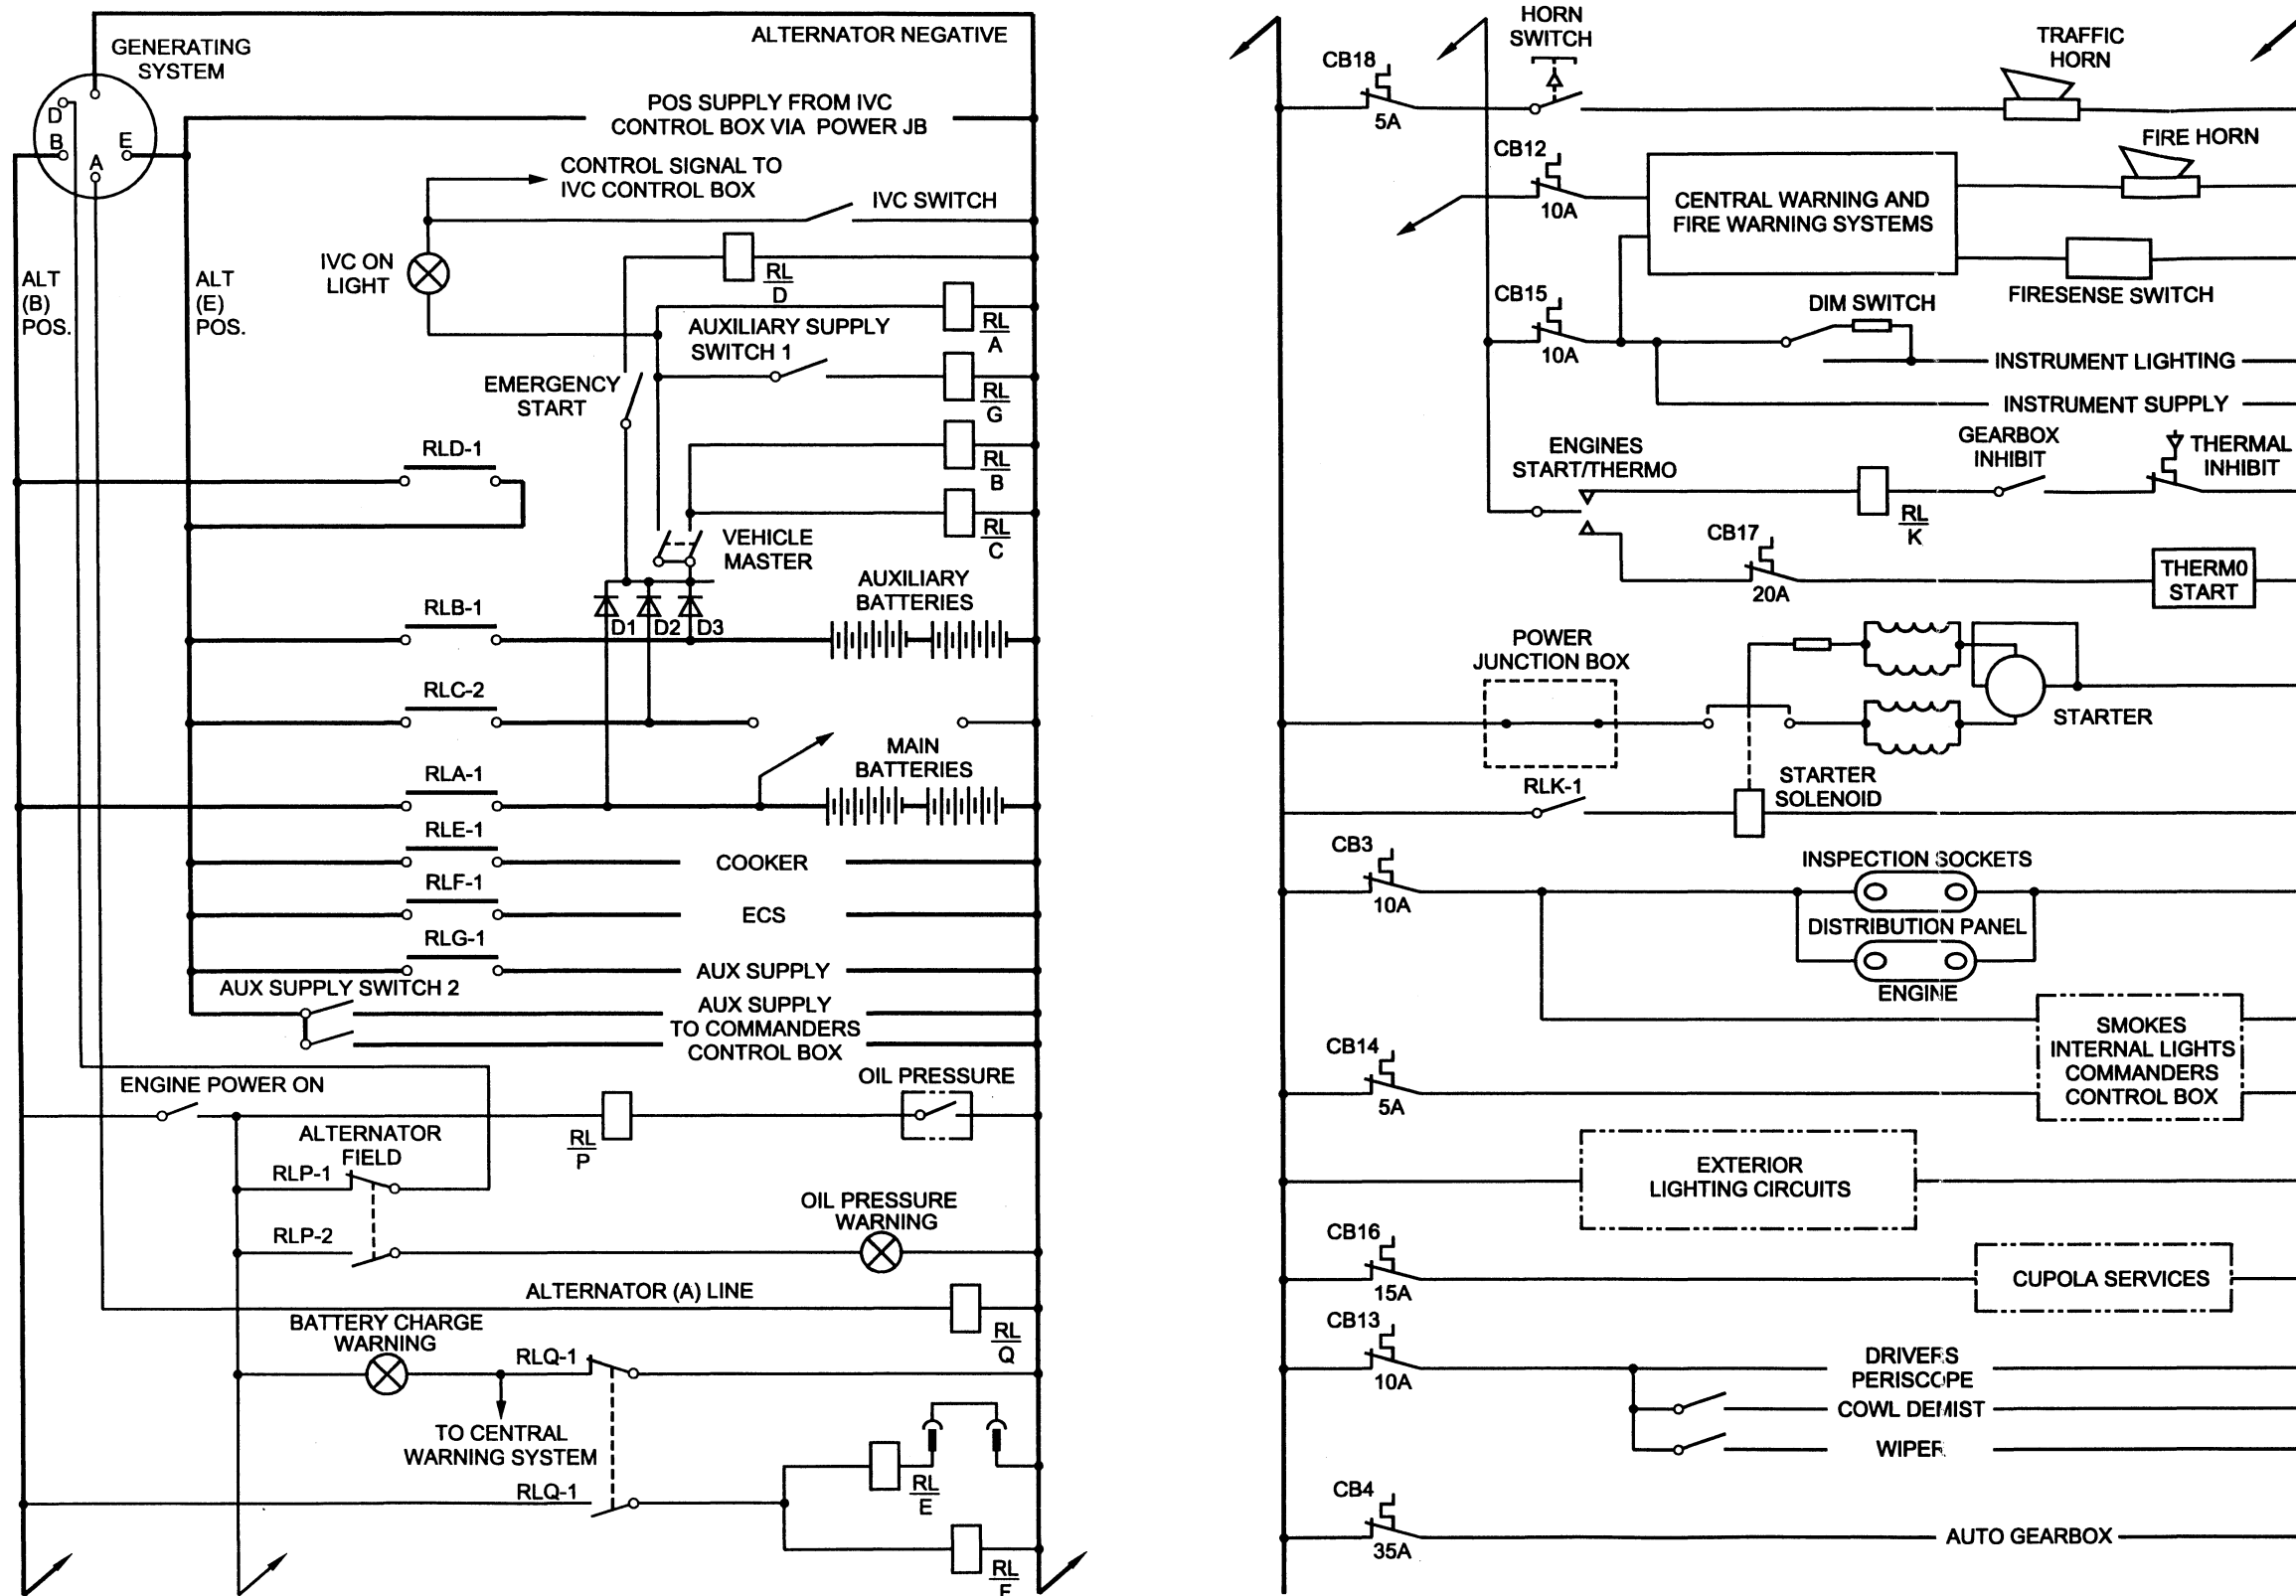 ALTERNATOR NEGATIVE
GENERATING
SYSTEM
D
B
A
E
POS SUPPLY FROM IVC
CONTROL BOX VIA POWER JB
CONTROL SIGNAL TO
IVC CONTROL BOX
IVC SWITCH
IVC ON
LIGHT
ALT
(B)
POS.
ALT
(E)
POS.
RL
D
RL
A
AUXILIARY SUPPLY
SWITCH 1
RL
G
EMERGENCY
START
RL
B
RLD-1
RL
C
VEHICLE
MASTER
AUXILIARY
BATTERIES
RLB-1
D1
D2
D3
RLC-2
MAIN
BATTERIES
RLA-1
RLE-1
COOKER
RLF-1
ECS
RLG-1
AUX SUPPLY
AUX SUPPLY SWITCH 2
AUX SUPPLY
TO COMMANDERS
CONTROL BOX
ENGINE POWER ON
OIL PRESSURE
RL
P
ALTERNATOR
FIELD
RLP-1
RLP-2
OIL PRESSURE
WARNING
ALTERNATOR (A) LINE
RL
Q
BATTERY CHARGE
WARNING
RLQ-1
TO CENTRAL
WARNING SYSTEM
RLQ-1
RL
E
RL
HORN
SWITCH
CB18
5A
TRAFFIC
HORN
CB12
10A
CENTRAL WARNING AND
FIRE WARNING SYSTEMS
FIRE HORN
FIRESENSE SWITCH
CB15
10A
DIM SWITCH
INSTRUMENT LIGHTING
INSTRUMENT SUPPLY
ENGINES
START/THERMO
GEARBOX
INHIBIT
THERMAL
INHIBIT
RL
K
CB17
20A
THERM0
START
POWER
JUNCTION BOX
STARTER
STARTER
SOLENOID
RLK-1
CB3
10A
INSPECTION SOCKETS
DISTRIBUTION PANEL
ENGINE
CB14
5A
SMOKES
INTERNAL LIGHTS
COMMANDERS
CONTROL BOX
EXTERIOR
LIGHTING CIRCUITS
CB16
15A
CUPOLA SERVICES
CB13
10A
DRIVERS
PERISCOPE
COWL DEMIST
WIPER
CB4
35A
AUTO GEARBOX